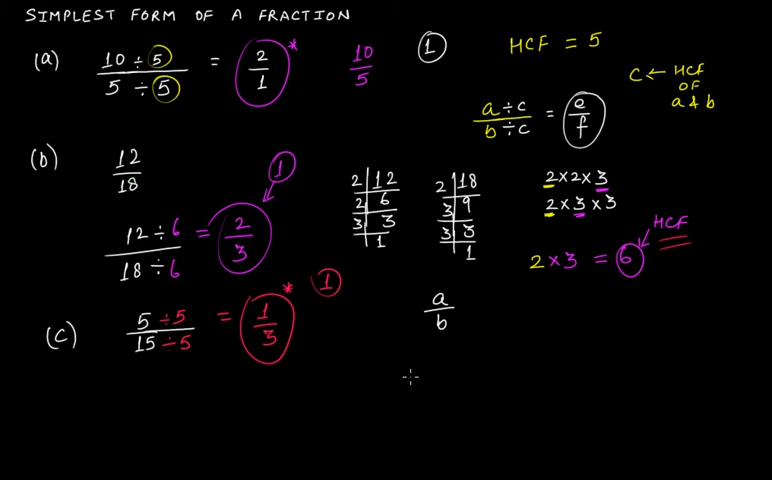 SIMPLEST FORM OF A FRACTION
(a) 10 ÷ 5 / 5 ÷ 5 = 2/1 *
10/5
1
HCF = 5
C ← HCF
OF
a & b
a ÷ c / b ÷ c = e/f
(b) 12/18
12 ÷ 6 / 18 ÷ 6 = 2/3
1
2 | 12
2 | 6
3 | 3
1
2 | 18
3 | 9
3 | 3
1
2 × 2 × 3
2 × 3 × 3
HCF
2 × 3 = 6
(C) 5 ÷ 5 / 15 ÷ 5 = 1/3 *
1
a/b